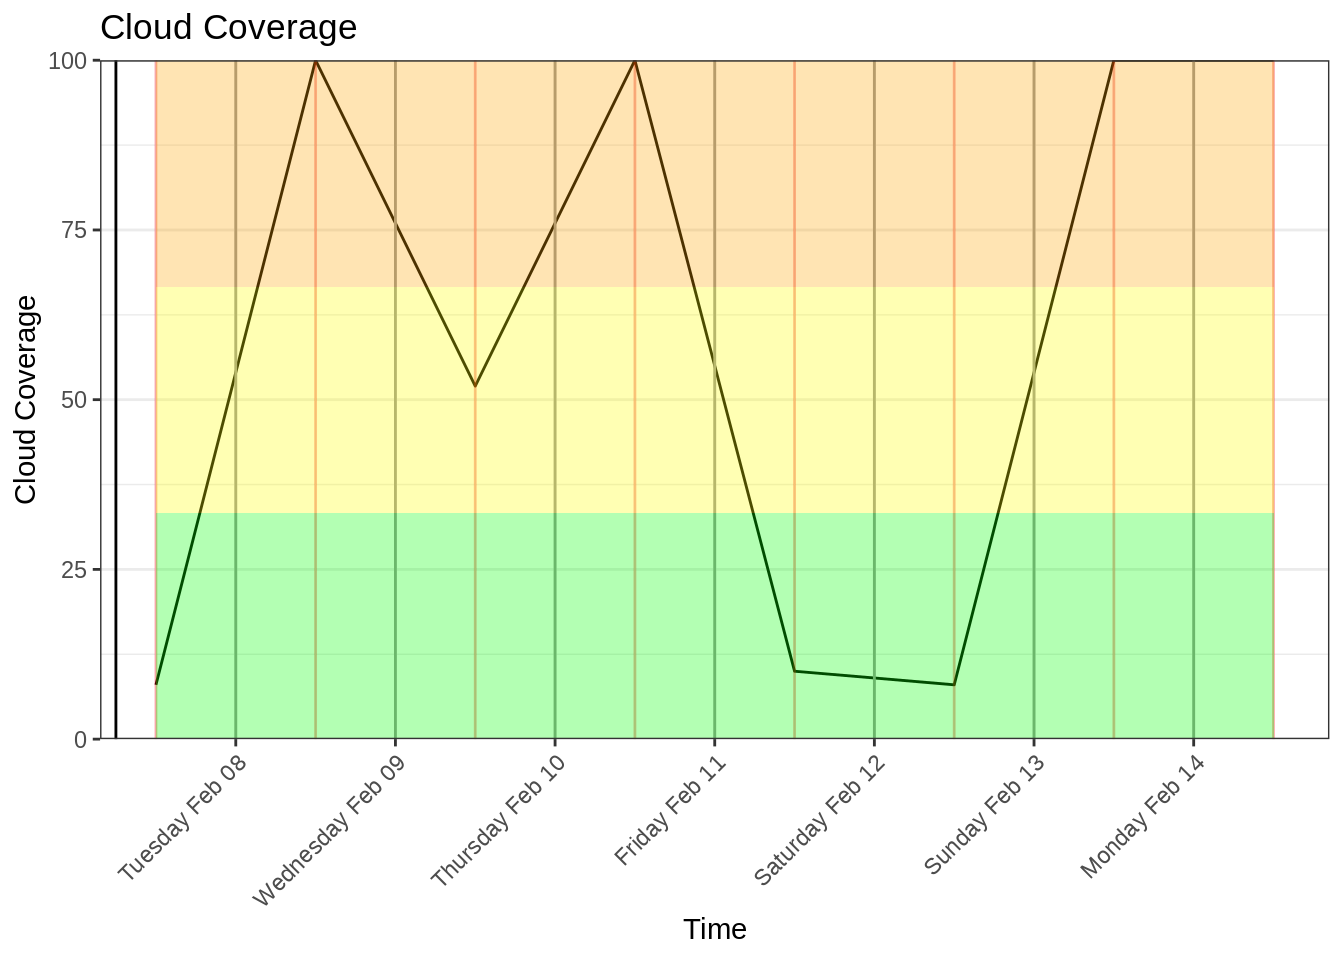 Cloud Coverage
100
75
50
25
0
Cloud Coverage
Tuesday Feb 08
Wednesday Feb 09
Thursday Feb 10
Friday Feb 11
Saturday Feb 12
Sunday Feb 13
Monday Feb 14
Time